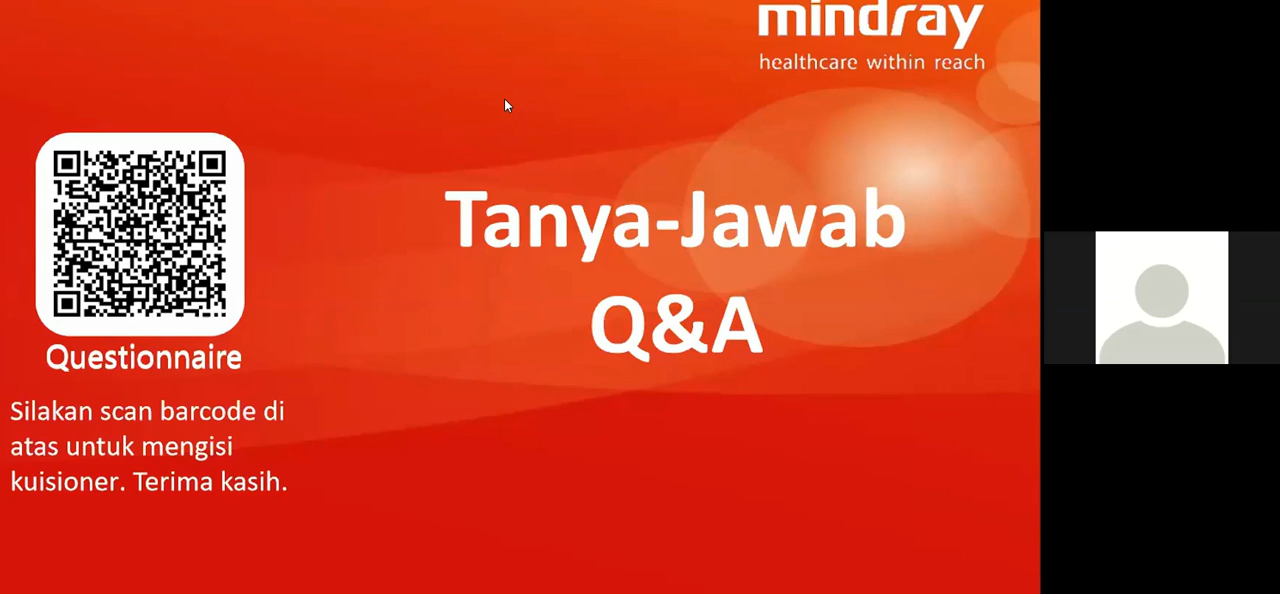 mindray
healthcare within reach
Tanya-Jawab
Q&A
Questionnaire
Silakan scan barcode di
atas untuk mengisi
kuisioner. Terima kasih.